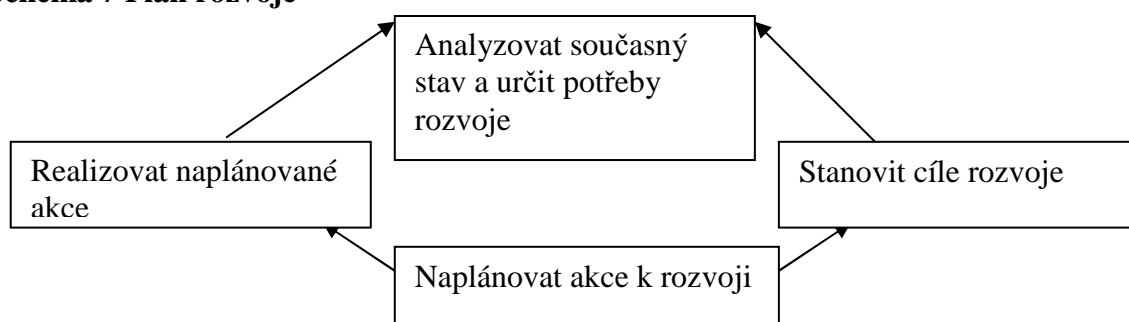 Plán rozvoje
Analyzovat současný
stav a určit potřeby
rozvoje
Realizovat naplánované
akce
Stanovit cíle rozvoje
Naplánovat akce k rozvoji